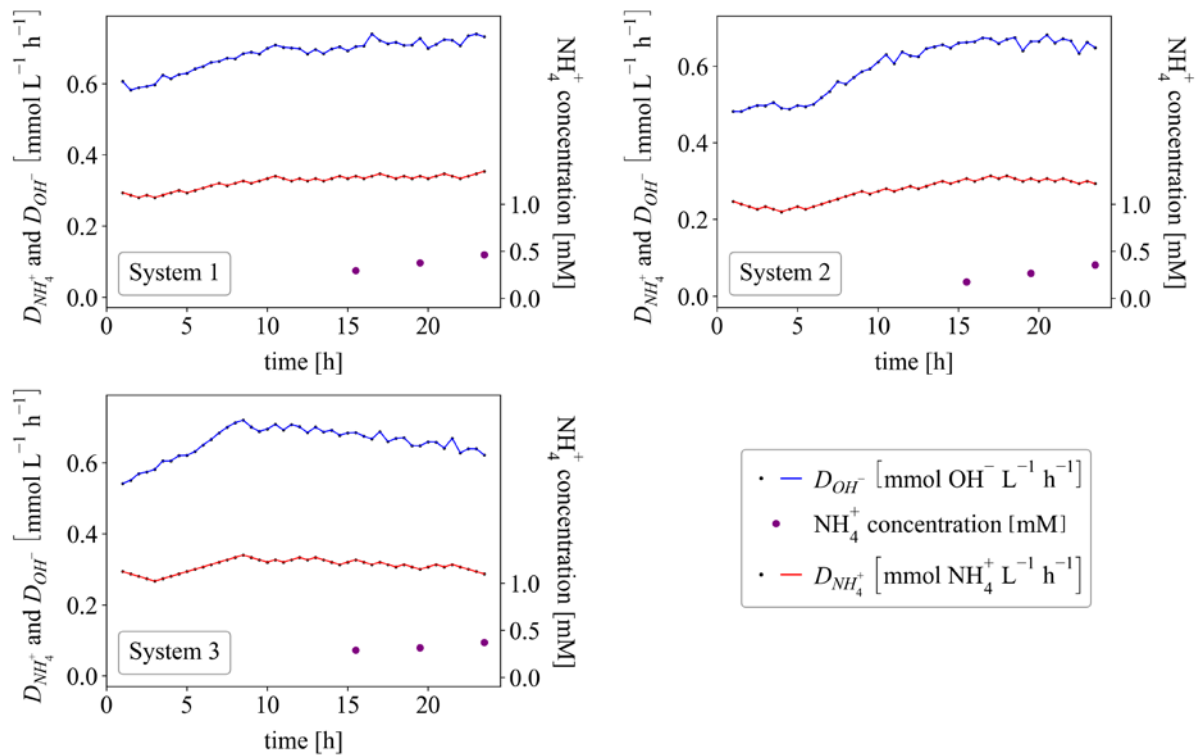 D_{NH_4^+} and D_{OH^-} [mmol L^{-1} h^{-1}]
0.6
0.4
0.2
0.0
0 5 10 15 20
time [h]
1.0
0.5
0.0
NH_4^+ concentration [mM]
System 1
D_{NH_4^+} and D_{OH^-} [mmol L^{-1} h^{-1}]
0.6
0.4
0.2
0.0
0 5 10 15 20
time [h]
1.0
0.5
0.0
NH_4^+ concentration [mM]
System 2
D_{NH_4^+} and D_{OH^-} [mmol L^{-1} h^{-1}]
0.6
0.4
0.2
0.0
0 5 10 15 20
time [h]
1.0
0.5
0.0
NH_4^+ concentration [mM]
System 3
D_{OH^-} [mmol OH^- L^{-1} h^{-1}]
NH_4^+ concentration [mM]
D_{NH_4^+} [mmol NH_4^+ L^{-1} h^{-1}]